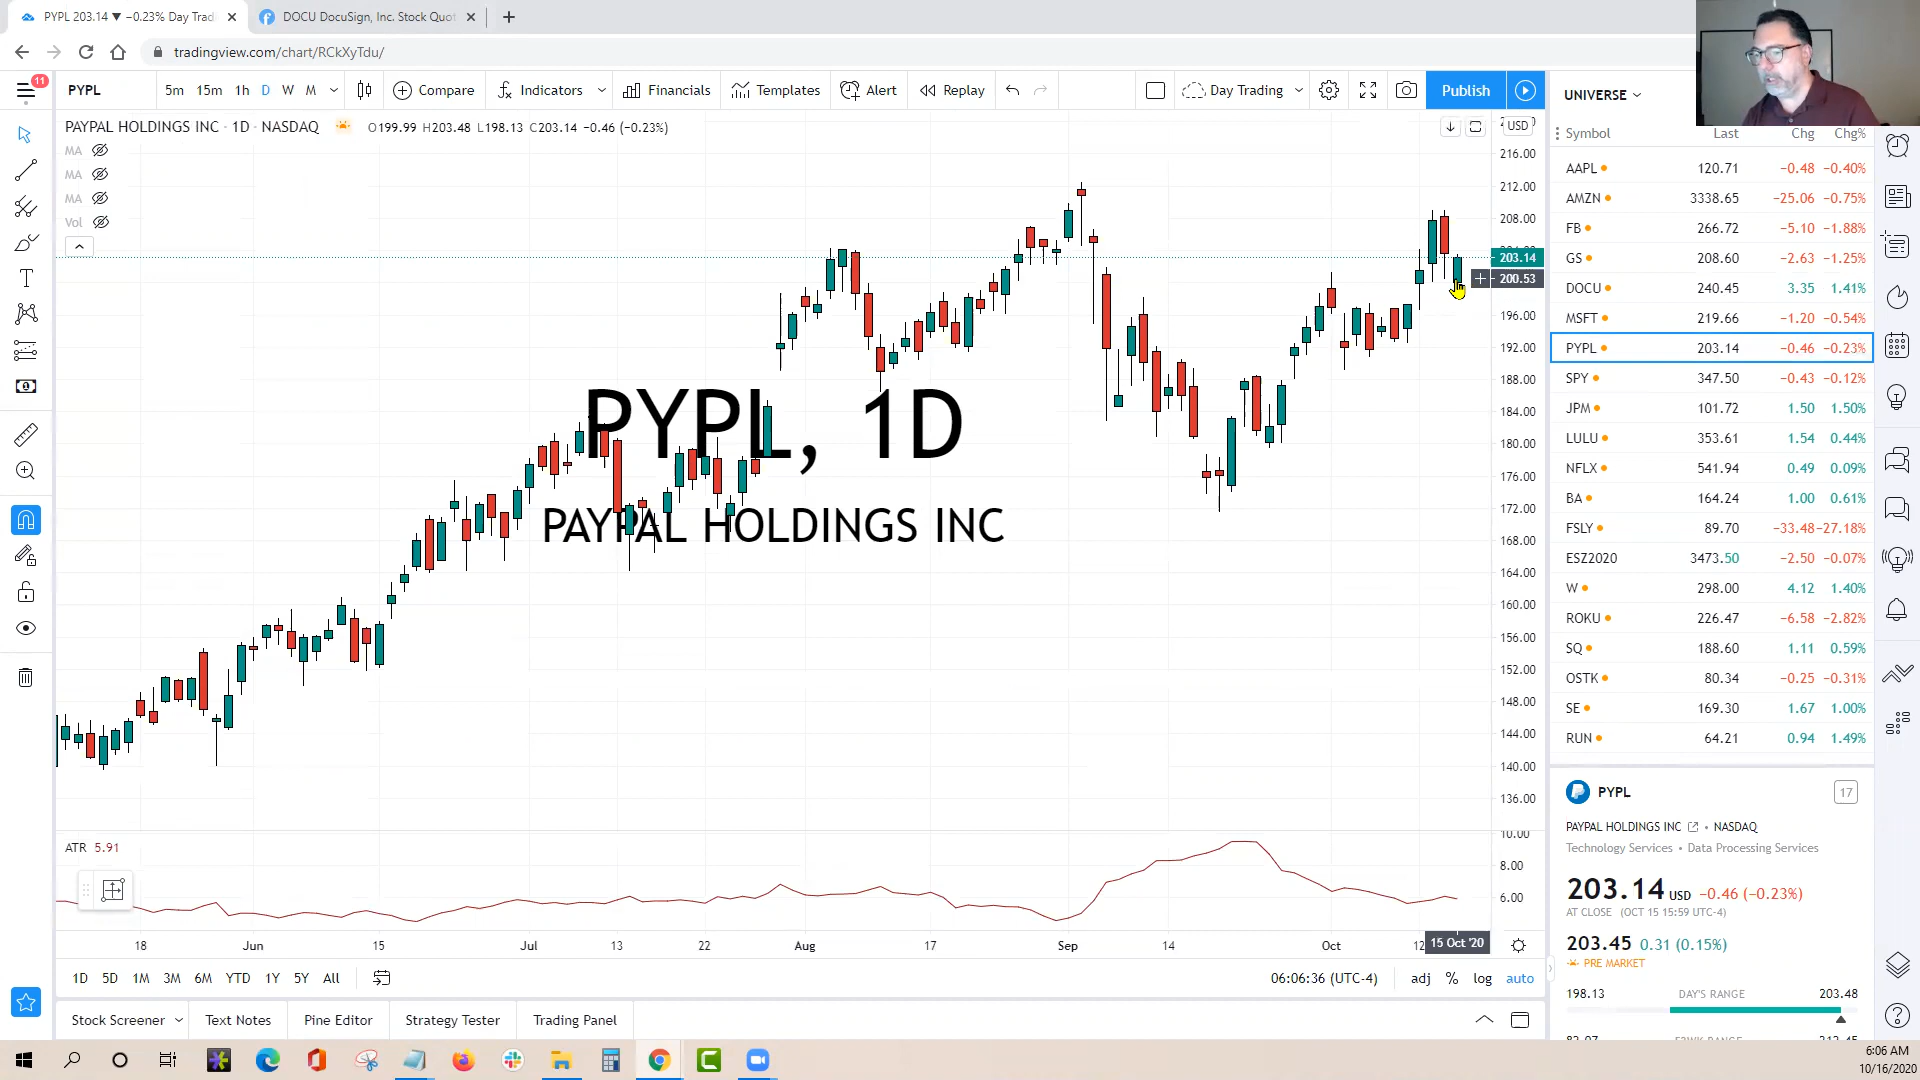 PYPL 203.14 ▼ −0.23% Day Trad
DOCU DocuSign, Inc. Stock Quot
tradingview.com/chart/RCkXyTdu/
11
PYPL
5m 15m 1h D W M
Compare
Indicators
Financials
Templates
Alert
Replay
Day Trading
Publish
PAYPAL HOLDINGS INC · 1D · NASDAQ
O199.99 H203.48 L198.13 C203.14 −0.46 (−0.23%)
MA
MA
MA
Vol
PYPL, 1D
PAYPAL HOLDINGS INC
USD
216.00
212.00
208.00
203.14
200.53
196.00
192.00
188.00
184.00
180.00
176.00
172.00
168.00
164.00
160.00
156.00
152.00
148.00
144.00
140.00
136.00
ATR 5.91
10.00
8.00
6.00
18 Jun 15 Jul 13 22 Aug 17 Sep 14 Oct 12 15 Oct '20
1D 5D 1M 3M 6M YTD 1Y 5Y All
06:06:36 (UTC-4)
adj % log auto
Stock Screener
Text Notes
Pine Editor
Strategy Tester
Trading Panel
UNIVERSE
Symbol Last Chg Chg%
AAPL 120.71 −0.48 −0.40%
AMZN 3338.65 −25.06 −0.75%
FB 266.72 −5.10 −1.88%
GS 208.60 −2.63 −1.25%
DOCU 240.45 3.35 1.41%
MSFT 219.66 −1.20 −0.54%
PYPL 203.14 −0.46 −0.23%
SPY 347.50 −0.43 −0.12%
JPM 101.72 1.50 1.50%
LULU 353.61 1.54 0.44%
NFLX 541.94 0.49 0.09%
BA 164.24 1.00 0.61%
FSLY 89.70 −33.48 −27.18%
ESZ2020 3473.50 −2.50 −0.07%
W 298.00 4.12 1.40%
ROKU 226.47 −6.58 −2.82%
SQ 188.60 1.11 0.59%
OSTK 80.34 −0.25 −0.31%
SE 169.30 1.67 1.00%
RUN 64.21 0.94 1.49%
PYPL
17
PAYPAL HOLDINGS INC • NASDAQ
Technology Services • Data Processing Services
203.14 USD −0.46 (−0.23%)
AT CLOSE (OCT 15 15:59 UTC-4)
203.45 0.31 (0.15%)
PRE MARKET
198.13 DAY'S RANGE 203.48
6:06 AM
10/16/2020